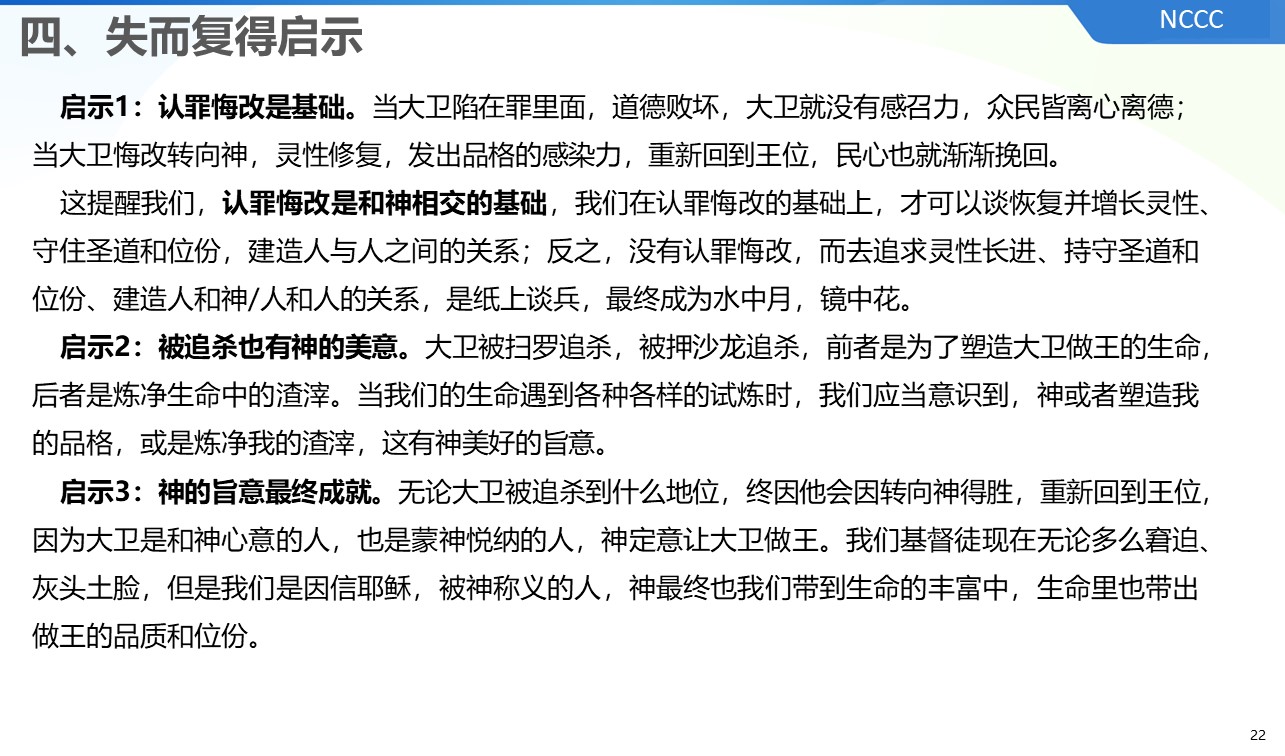 四、失而复得启示
NCCC
启示1：认罪悔改是基础。当大卫陷在罪里面，道德败坏，大卫就没有感召力，众民皆离心离德；
当大卫悔改转向神，灵性修复，发出品格的感染力，重新回到王位，民心也就渐渐挽回。
这提醒我们，认罪悔改是和神相交的基础，我们在认罪悔改的基础上，才可以谈恢复并增长灵性、
守住圣道和位份，建造人与人之间的关系；反之，没有认罪悔改，而去追求灵性长进、持守圣道和
位份、建造人和神/人和人的关系，是纸上谈兵，最终成为水中月，镜中花。
启示2：被追杀也有神的美意。大卫被扫罗追杀，被押沙龙追杀，前者是为了塑造大卫做王的生命，
后者是炼净生命中的渣滓。当我们的生命遇到各种各样的试炼时，我们应当意识到，神或者塑造我
的品格，或是炼净我的渣滓，这有神美好的旨意。
启示3：神的旨意最终成就。无论大卫被追杀到什么地位，终因他会因转向神得胜，重新回到王位，
因为大卫是和神心意的人，也是蒙神悦纳的人，神定意让大卫做王。我们基督徒现在无论多么窘迫、
灰头土脸，但是我们是因信耶稣，被神称义的人，神最终也我们带到生命的丰富中，生命里也带出
做王的品质和位份。
22